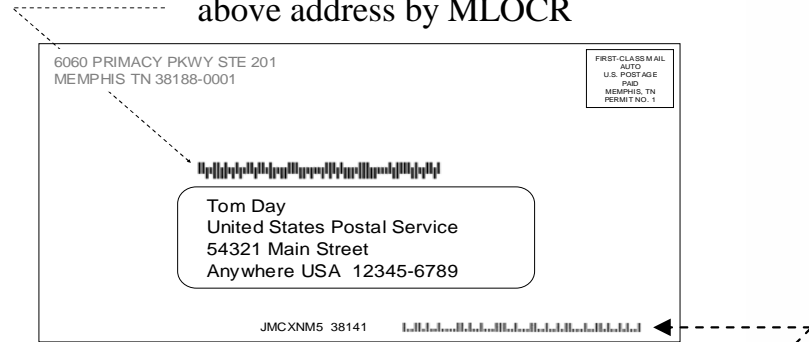 above address by MLOCR
6060 PRIMACY PKWY STE 201
MEMPHIS TN 38188-0001
FIRST-CLASS MAIL
AUTO
U.S. POSTAGE
PAID
MEMPHIS, TN
PERMIT NO. 1
Tom Day
United States Postal Service
54321 Main Street
Anywhere USA 12345-6789
JMCXNM5 38141